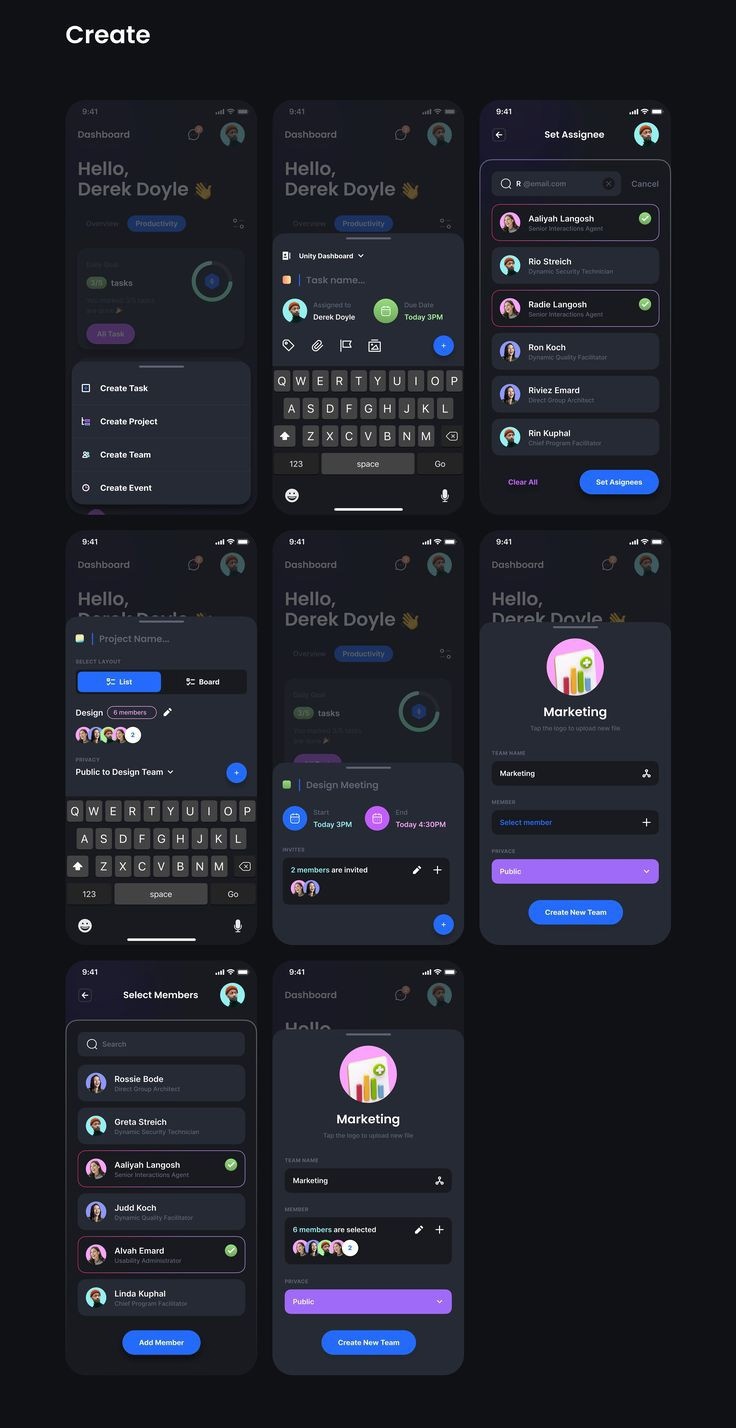 Create
9:41
Dashboard
Hello,
Derek Doyle 👋
Overview
Productivity
Daily Goal
3/5 tasks
You marked 3/5 tasks
are done 🎉
All Task
Create Task
Create Project
Create Team
Create Event
9:41
Dashboard
Hello,
Derek Doyle 👋
Overview
Productivity
Unity Dashboard
Task name...
Assigned to
Derek Doyle
Due Date
Today 3PM
Q W E R T Y U I O P
A S D F G H J K L
Z X C V B N M
123 space Go
9:41
Set Assignee
R @email.com
Cancel
Aaliyah Langosh
Senior Interactions Agent
Rio Streich
Dynamic Security Technician
Radie Langosh
Senior Interactions Agent
Ron Koch
Dynamic Quality Facilitator
Riviez Emard
Direct Group Architect
Rin Kuphal
Chief Program Facilitator
Clear All
Set Asignees
9:41
Dashboard
Hello,
Derek Doyle 👋
Project Name...
SELECT LAYOUT
List
Board
Design 6 members
2
PRIVACY
Public to Design Team
Q W E R T Y U I O P
A S D F G H J K L
Z X C V B N M
123 space Go
9:41
Dashboard
Hello,
Derek Doyle 👋
Overview
Productivity
Daily Goal
3/5 tasks
You marked 3/5 tasks
are done 🎉
Design Meeting
Start
Today 3PM
End
Today 4:30PM
INVITES
2 members are invited
9:41
Dashboard
Hello,
Derek Doyle 👋
Marketing
Tap the logo to upload new file
TEAM NAME
Marketing
MEMBER
Select member
PRIVACE
Public
Create New Team
9:41
Select Members
Search
Rossie Bode
Direct Group Architect
Greta Streich
Dynamic Security Technician
Aaliyah Langosh
Senior Interactions Agent
Judd Koch
Dynamic Quality Facilitator
Alvah Emard
Usability Administrator
Linda Kuphal
Chief Program Facilitator
Add Member
9:41
Dashboard
Hello,
Marketing
Tap the logo to upload new file
TEAM NAME
Marketing
MEMBER
6 members are selected
2
PRIVACE
Public
Create New Team